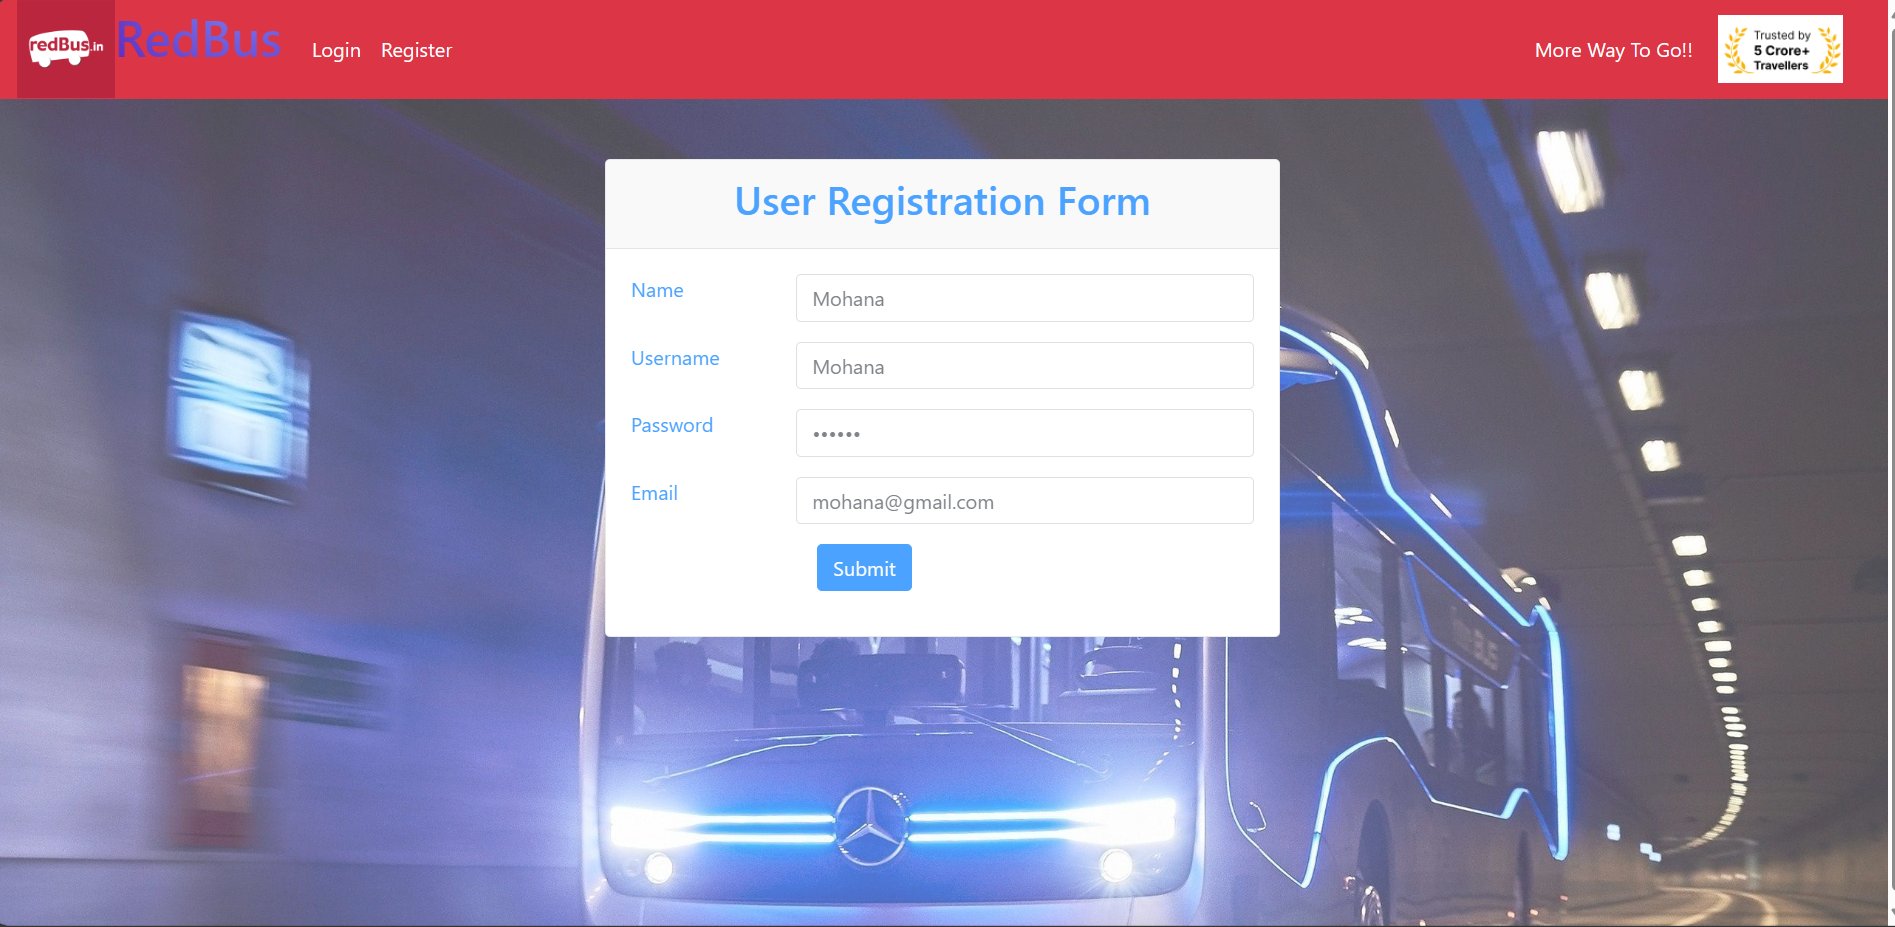 redBus.in
RedBus
Login
Register
More Way To Go!!
Trusted by
5 Crore+
Travellers
User Registration Form
Name
Mohana
Username
Mohana
Password
••••••
Email
mohana@gmail.com
Submit
BUS